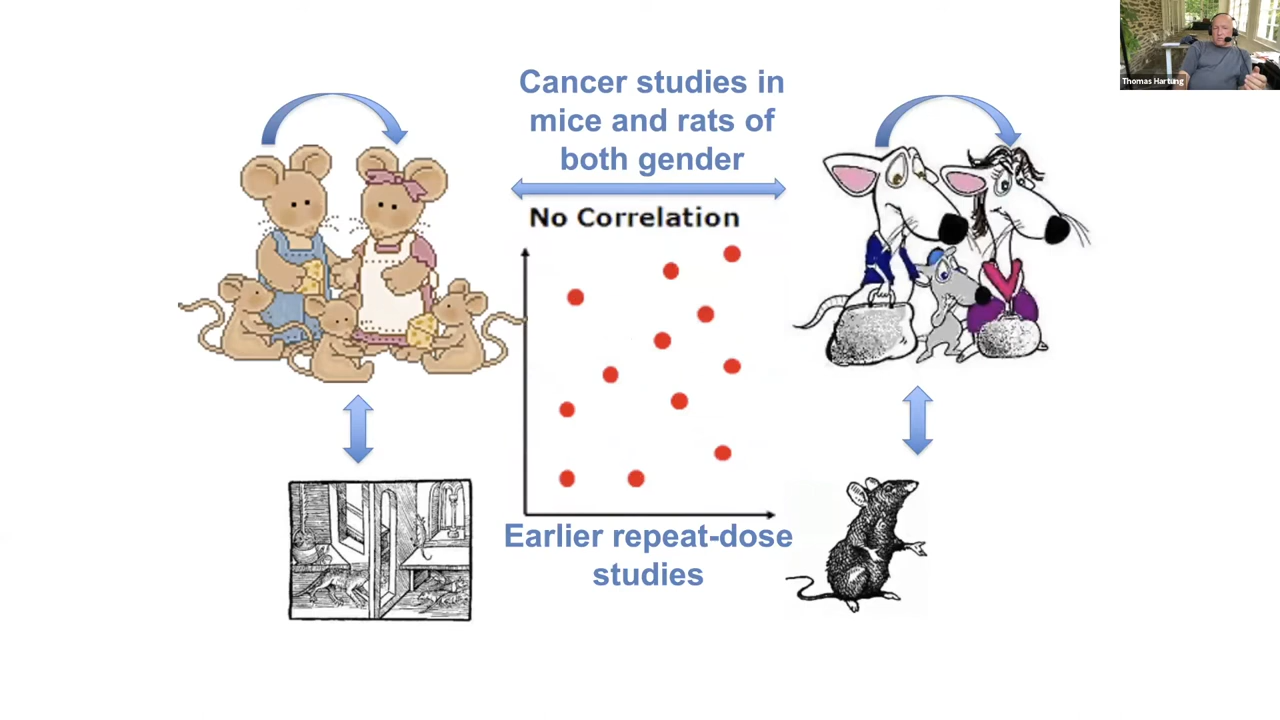 Thomas Hartung
Cancer studies in
mice and rats of
both gender
No Correlation
Earlier repeat-dose
studies